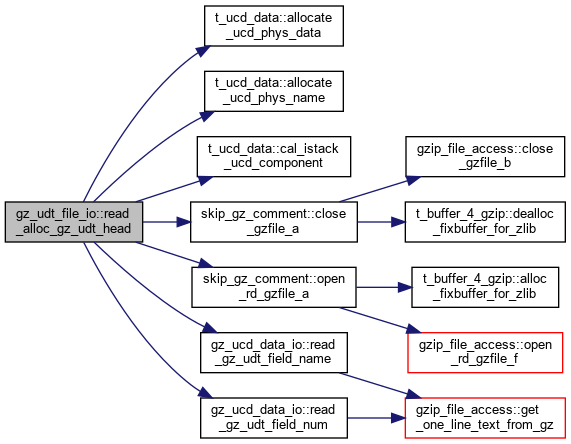 t_ucd_data::allocate
_ucd_phys_data
t_ucd_data::allocate
_ucd_phys_name
t_ucd_data::cal_istack
_ucd_component
gzip_file_access::close
_gzfile_b
gz_udt_file_io::read
_alloc_gz_udt_head
skip_gz_comment::close
_gzfile_a
t_buffer_4_gzip::dealloc
_fixbuffer_for_zlib
skip_gz_comment::open
_rd_gzfile_a
t_buffer_4_gzip::alloc
_fixbuffer_for_zlib
gz_ucd_data_io::read
_gz_udt_field_name
gzip_file_access::open
_rd_gzfile_f
gz_ucd_data_io::read
_gz_udt_field_num
gzip_file_access::get
_one_line_text_from_gz